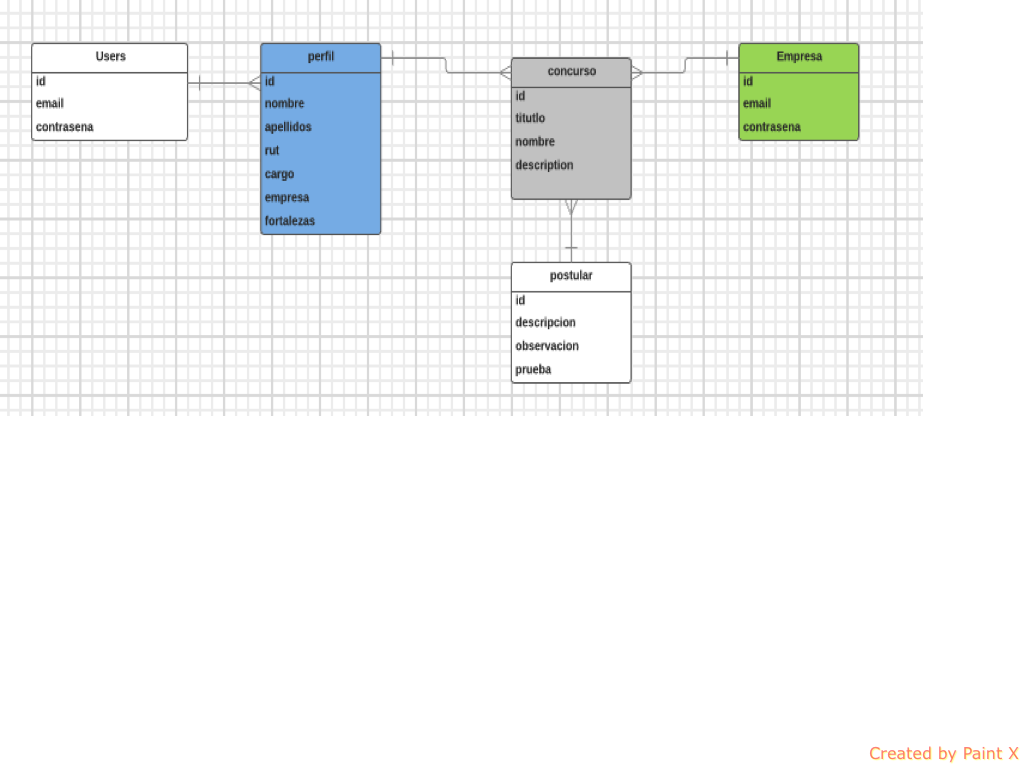 Users
id
email
contrasena
perfil
id
nombre
apellidos
rut
cargo
empresa
fortalezas
concurso
id
titutlo
nombre
description
Empresa
id
email
contrasena
postular
id
descripcion
observacion
prueba
Created by Paint X